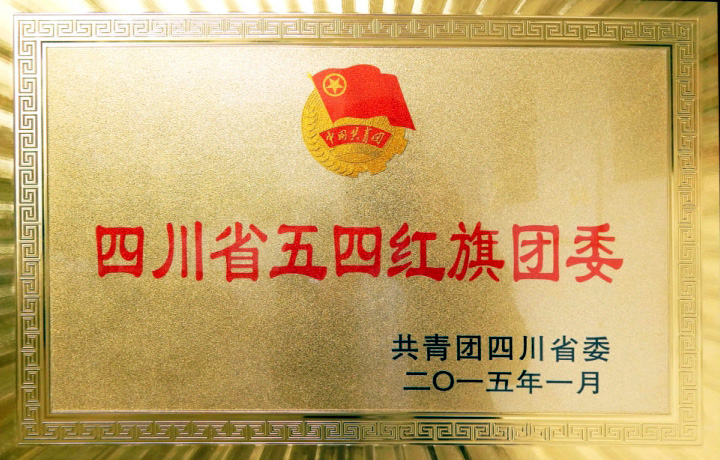 中国共青团
四川省五四红旗团委
共青团四川省委
二〇一五年一月